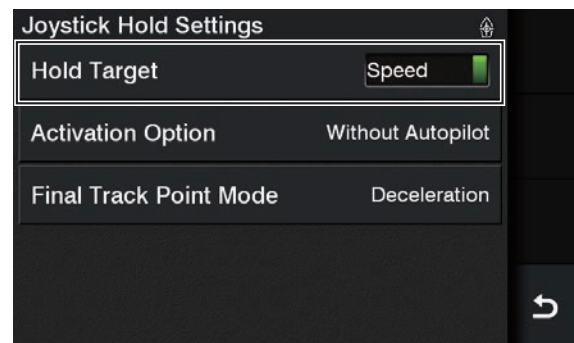 Joystick Hold Settings
Hold Target Speed
Activation Option Without Autopilot
Final Track Point Mode Deceleration